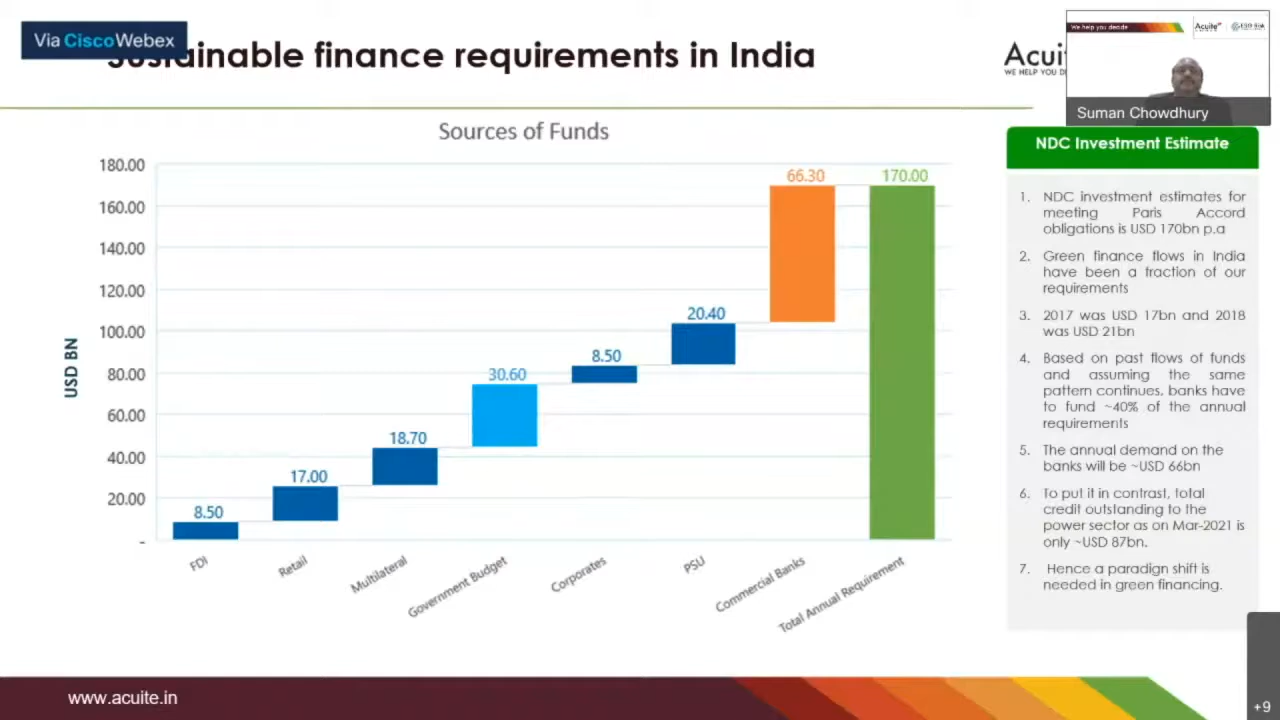 Via CiscoWebex
Sustainable finance requirements in India
Acuite
WE HELP YOU D
We help you decide
Acuite
Suman Chowdhury
Sources of Funds
USD BN
180.00
160.00
140.00
120.00
100.00
80.00
60.00
40.00
20.00
-
8.50
17.00
18.70
30.60
8.50
20.40
66.30
170.00
FDI
Retail
Multilateral
Government Budget
Corporates
PSU
Commercial Banks
Total Annual Requirement
NDC Investment Estimate
1. NDC investment estimates for
meeting Paris Accord
obligations is USD 170bn p.a
2. Green finance flows in India
have been a fraction of our
requirements
3. 2017 was USD 17bn and 2018
was USD 21bn
4. Based on past flows of funds
and assuming the same
pattern continues, banks have
to fund ~40% of the annual
requirements
5. The annual demand on the
banks will be ~USD 66bn
6. To put it in contrast, total
credit outstanding to the
power sector as on Mar-2021 is
only ~USD 87bn.
7. Hence a paradigm shift is
needed in green financing.
www.acuite.in
+9